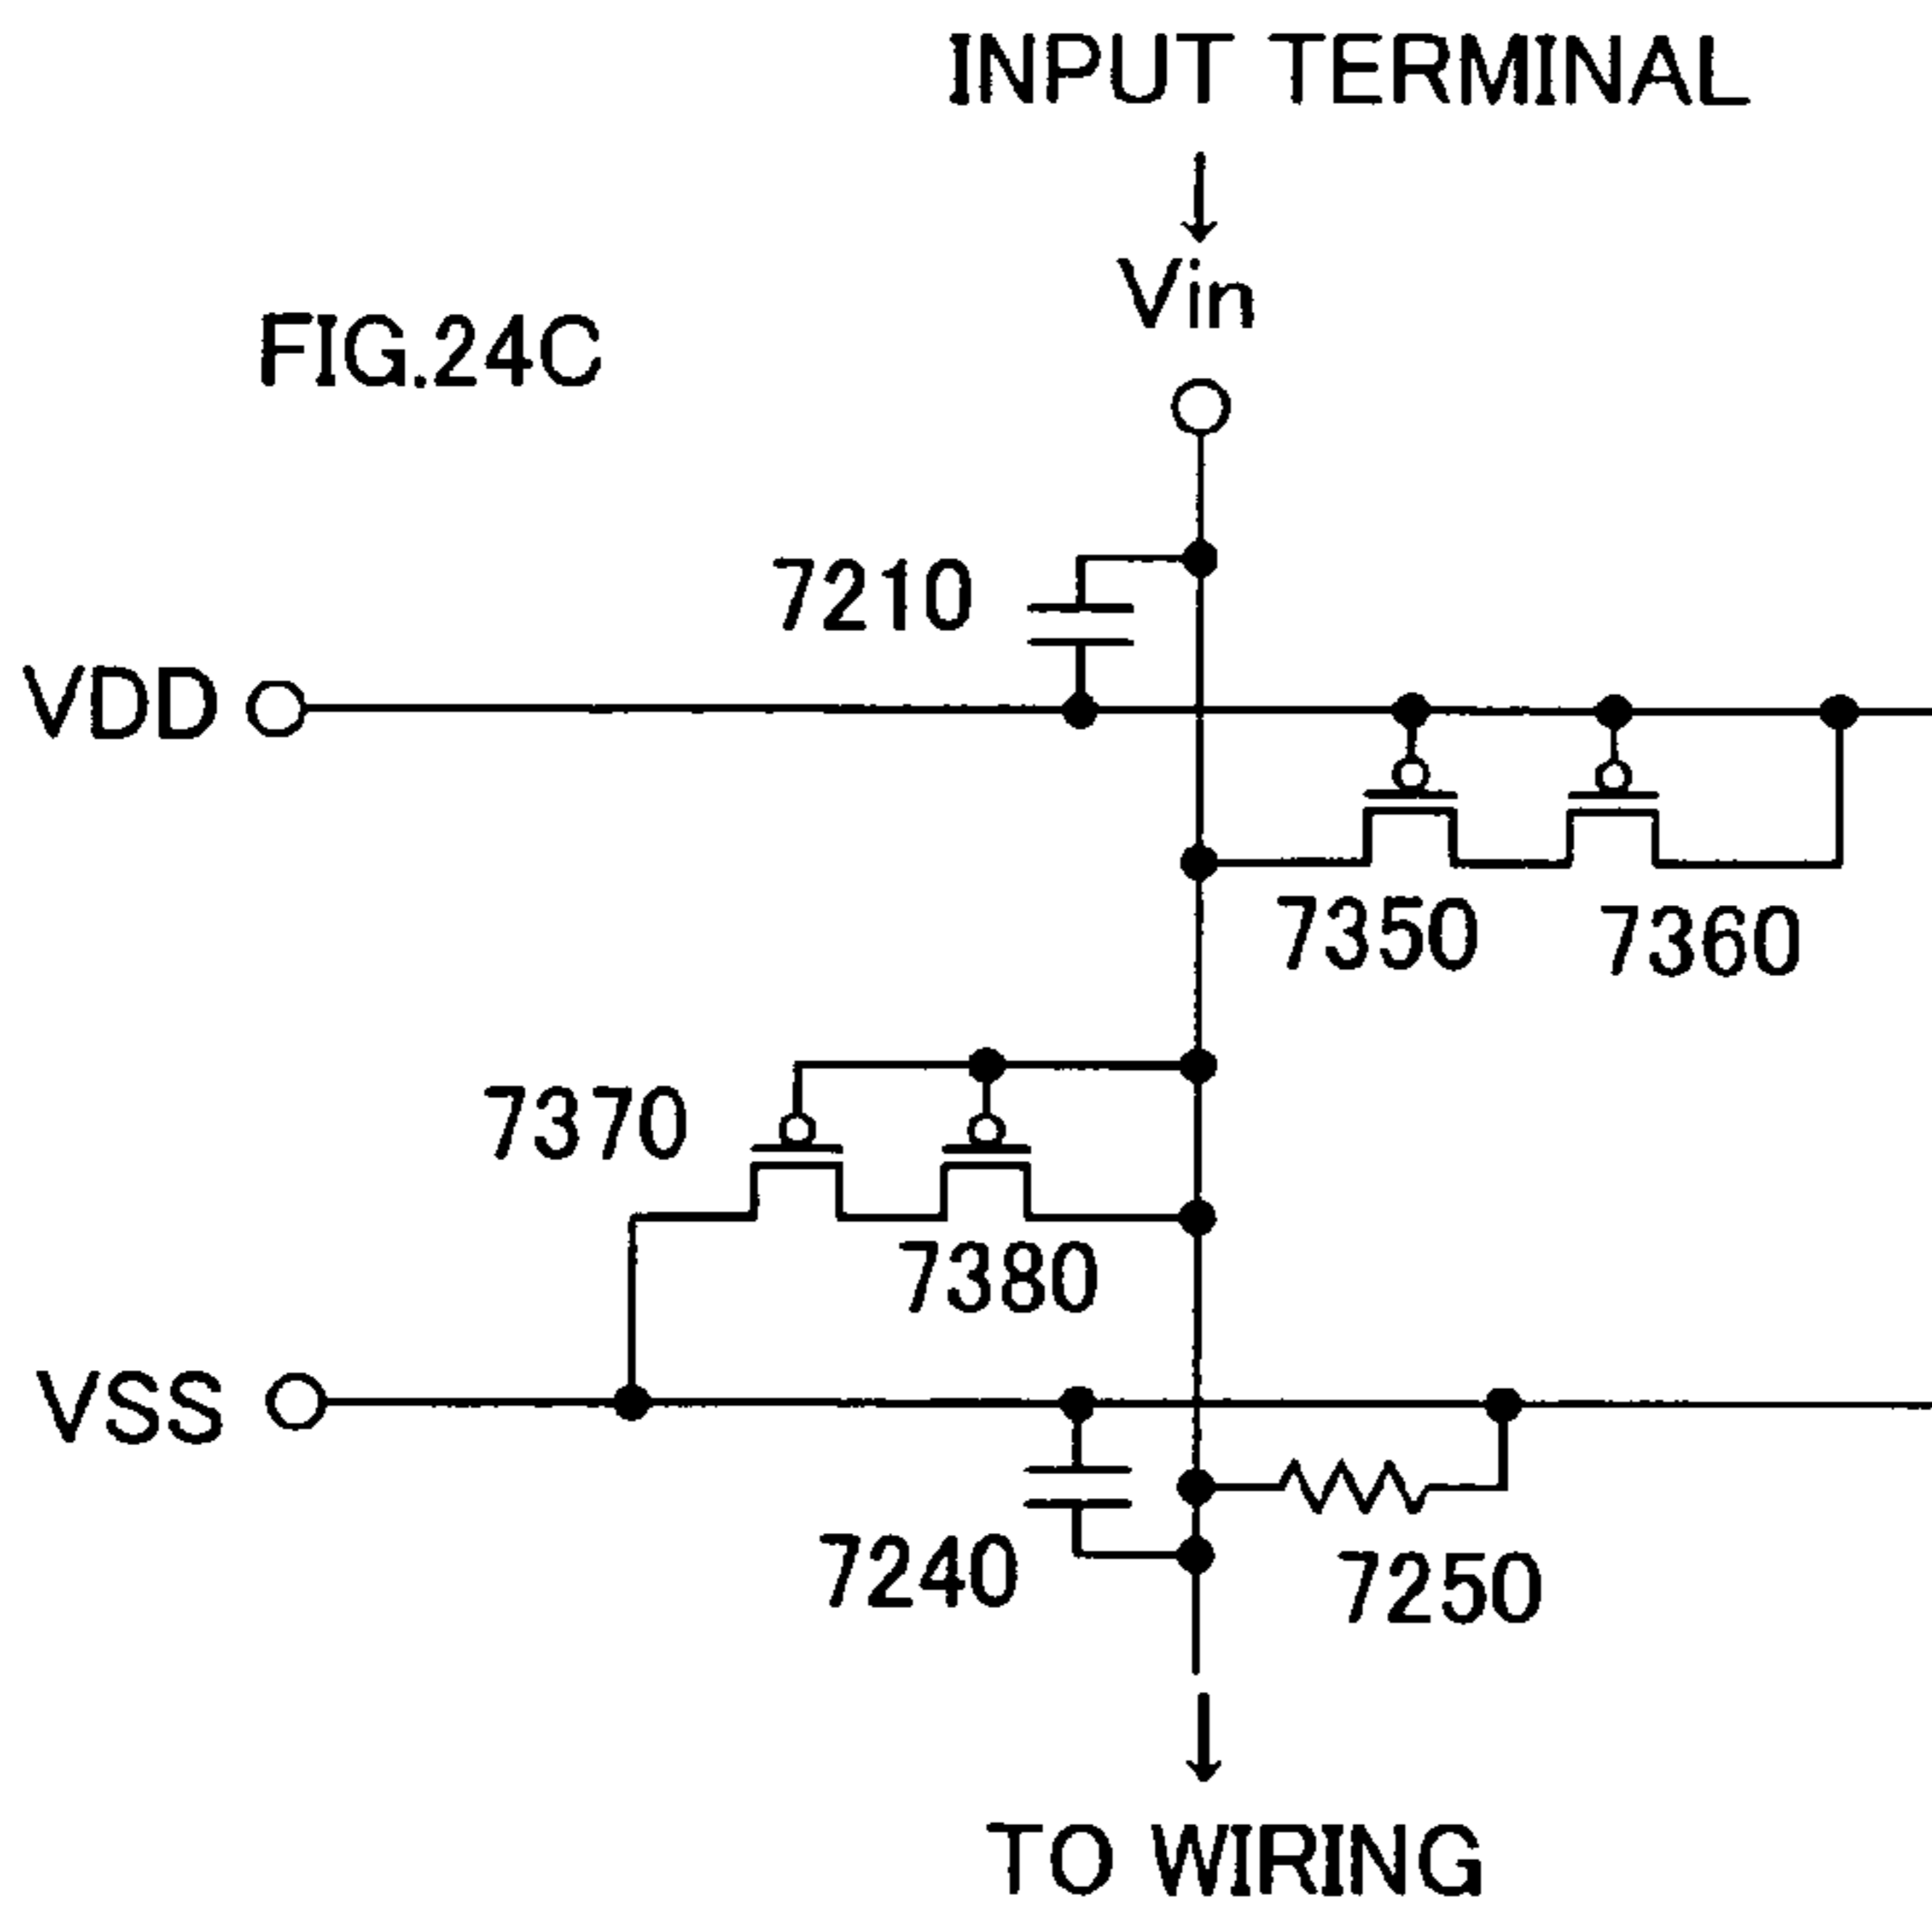 INPUT TERMINAL
Vin
FIG.24C
7210
VDD
7350
7360
7370
7380
VSS
7240
7250
TO WIRING